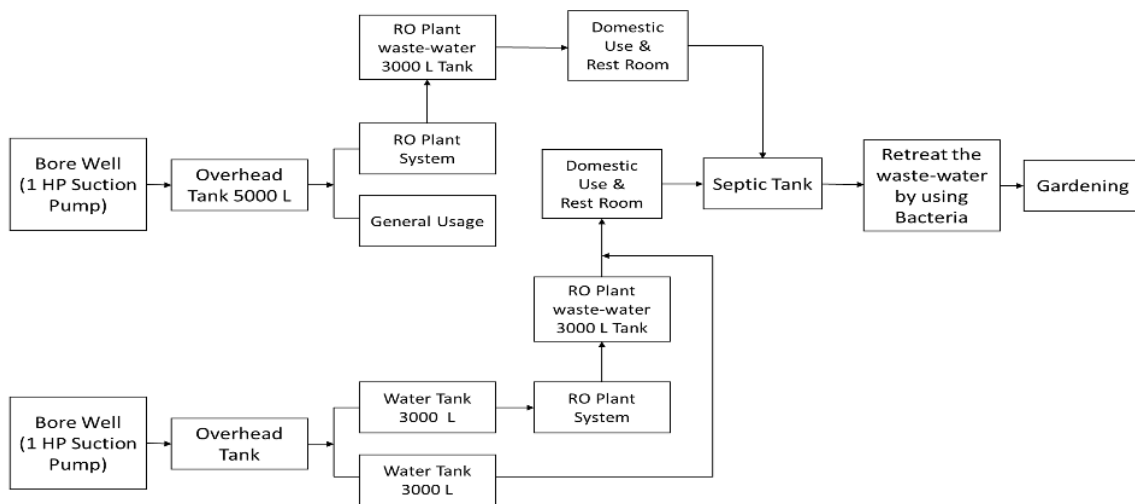 RO Plant
waste-water
3000 L Tank
Domestic
Use &
Rest Room
Bore Well
(1 HP Suction
Pump)
Overhead
Tank 5000 L
RO Plant
System
General Usage
Domestic
Use &
Rest Room
Septic Tank
Retreat the
waste-water
by using
Bacteria
Gardening
RO Plant
waste-water
3000 L Tank
Bore Well
(1 HP Suction
Pump)
Overhead
Tank
Water Tank
3000 L
RO Plant
System
Water Tank
3000 L